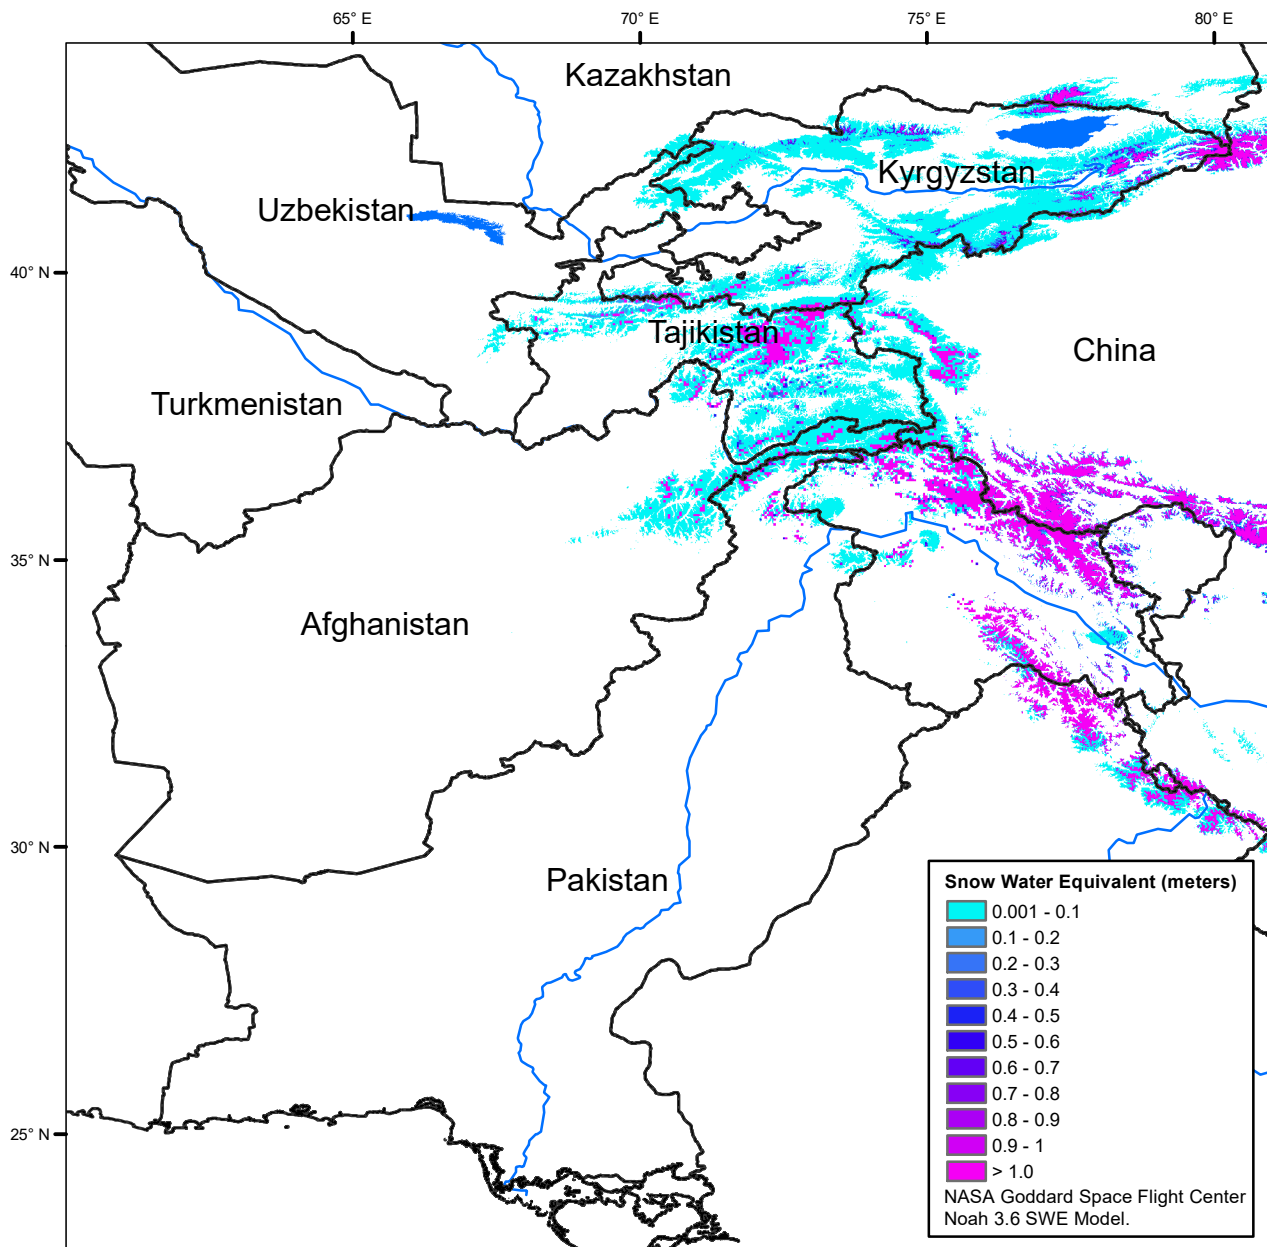 65° E
70° E
75° E
80° E
Kazakhstan
Kyrgyzstan
Uzbekistan
40° N
Tajikistan
China
Turkmenistan
35° N
Afghanistan
30° N
Pakistan
25° N
Snow Water Equivalent (meters)
0.001 - 0.1
0.1 - 0.2
0.2 - 0.3
0.3 - 0.4
0.4 - 0.5
0.5 - 0.6
0.6 - 0.7
0.7 - 0.8
0.8 - 0.9
0.9 - 1
> 1.0
NASA Goddard Space Flight Center
Noah 3.6 SWE Model.